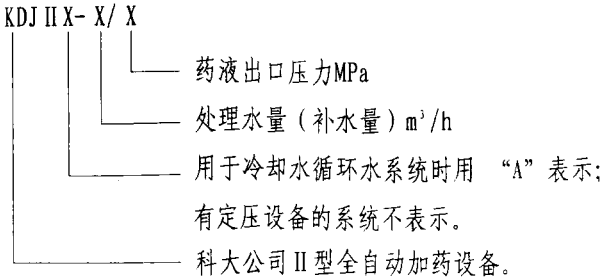 KDJⅡX-X/X
药液出口压力MPa
处理水量(补水量)m³/h
用于冷却水循环水系统时用 “A”表示;
有定压设备的系统不表示。
科大公司Ⅱ型全自动加药设备。